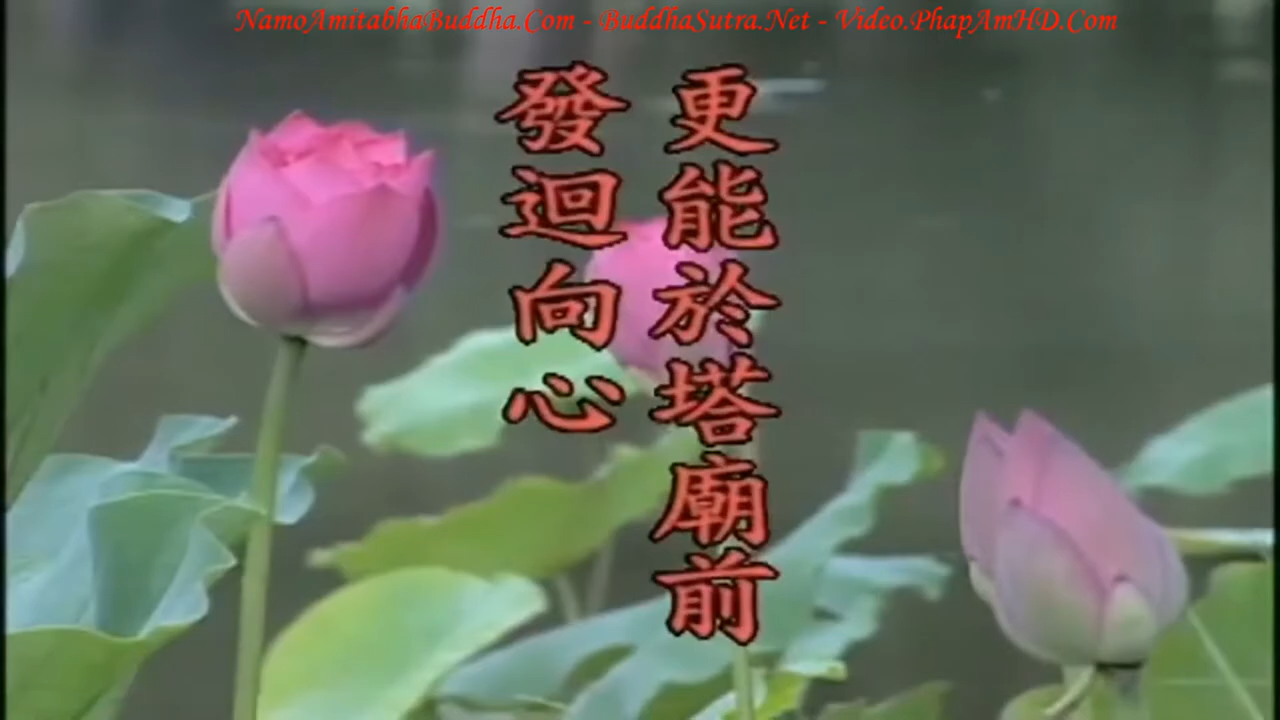 NamoAmitabhaBuddha.Com - BuddhaSutra.Net - Video.PhapAmHD.Com
更能於塔廟前
發迴向心